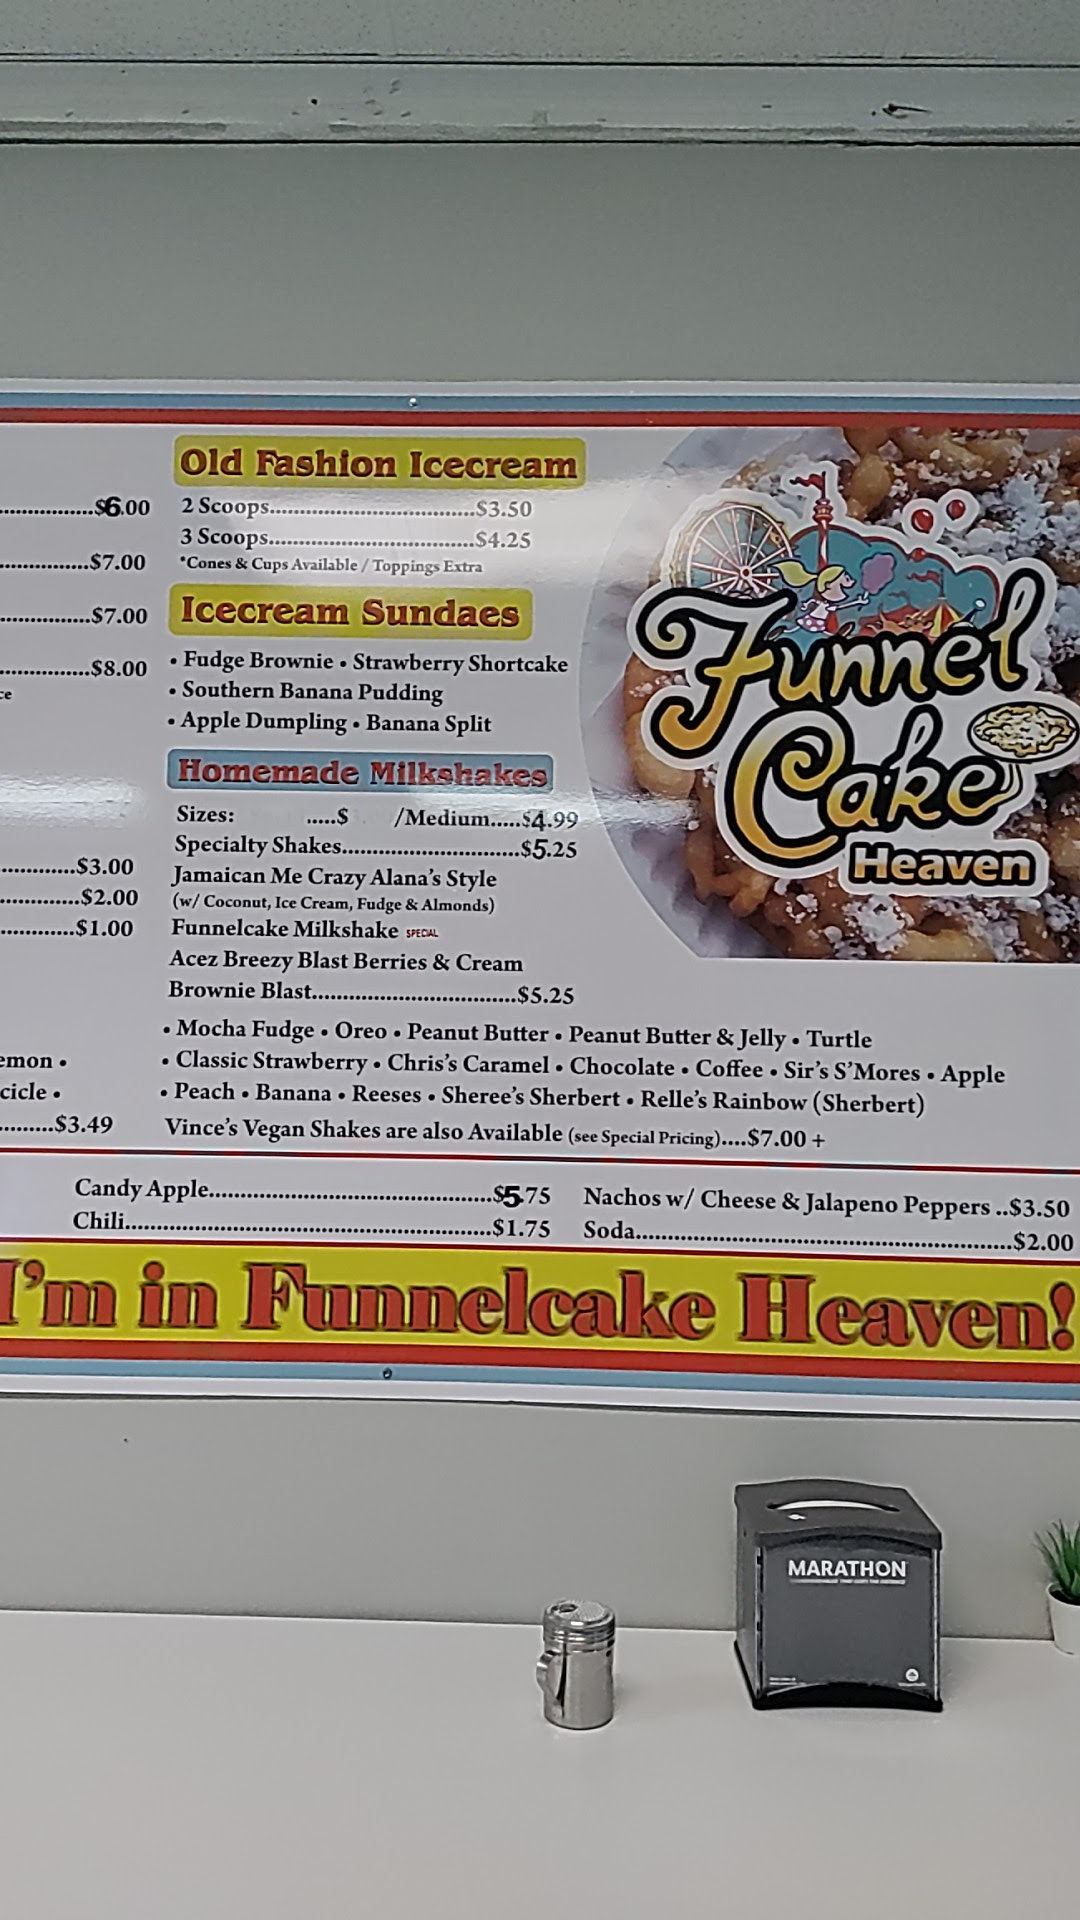 $6.00
$7.00
$7.00
$8.00
ce
$3.00
$2.00
$1.00
emon •
cicle •
$3.49
Old Fashion Icecream
2 Scoops..................................$3.50
3 Scoops..................................$4.25
*Cones & Cups Available / Toppings Extra
Icecream Sundaes
• Fudge Brownie • Strawberry Shortcake
• Southern Banana Pudding
• Apple Dumpling • Banana Split
Homemade Milkshakes
Sizes: .....$ /Medium.....$4.99
Specialty Shakes..............................$5.25
Jamaican Me Crazy Alana's Style
(w/ Coconut, Ice Cream, Fudge & Almonds)
Funnelcake Milkshake SPECIAL
Acez Breezy Blast Berries & Cream
Brownie Blast..................................$5.25
• Mocha Fudge • Oreo • Peanut Butter • Peanut Butter & Jelly • Turtle
• Classic Strawberry • Chris's Caramel • Chocolate • Coffee • Sir's S'Mores • Apple
• Peach • Banana • Reeses • Sheree's Sherbert • Relle's Rainbow (Sherbert)
Vince's Vegan Shakes are also Available (see Special Pricing)....$7.00 +
Funnel
Cake
Heaven
Candy Apple...............................................$5.75
Chili.............................................................$1.75
Nachos w/ Cheese & Jalapeno Peppers ..$3.50
Soda...............................................................$2.00
I'm in Funnelcake Heaven!
MARATHON